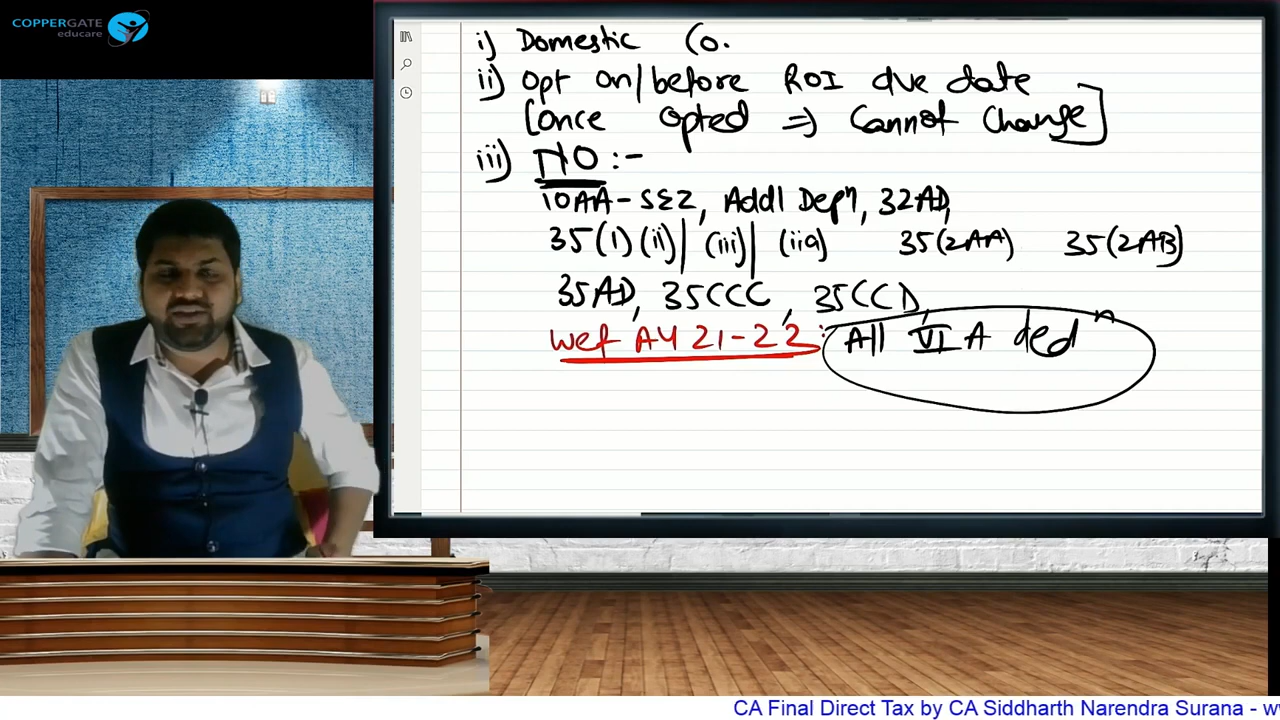 COPPERGATE
educare
i) Domestic Co.
ii) Opt on/before ROI due date
[once opted => Cannot Change]
iii) NO :-
10AA - SEZ, Addl Depn, 32AD,
35(1)(ii)| (iii)| (iia) 35(2AA) 35(2AB)
35AD, 35CCC, 35CCD,
wef AY 21-22: All VIA dedn
CA Final Direct Tax by CA Siddharth Narendra Surana - w